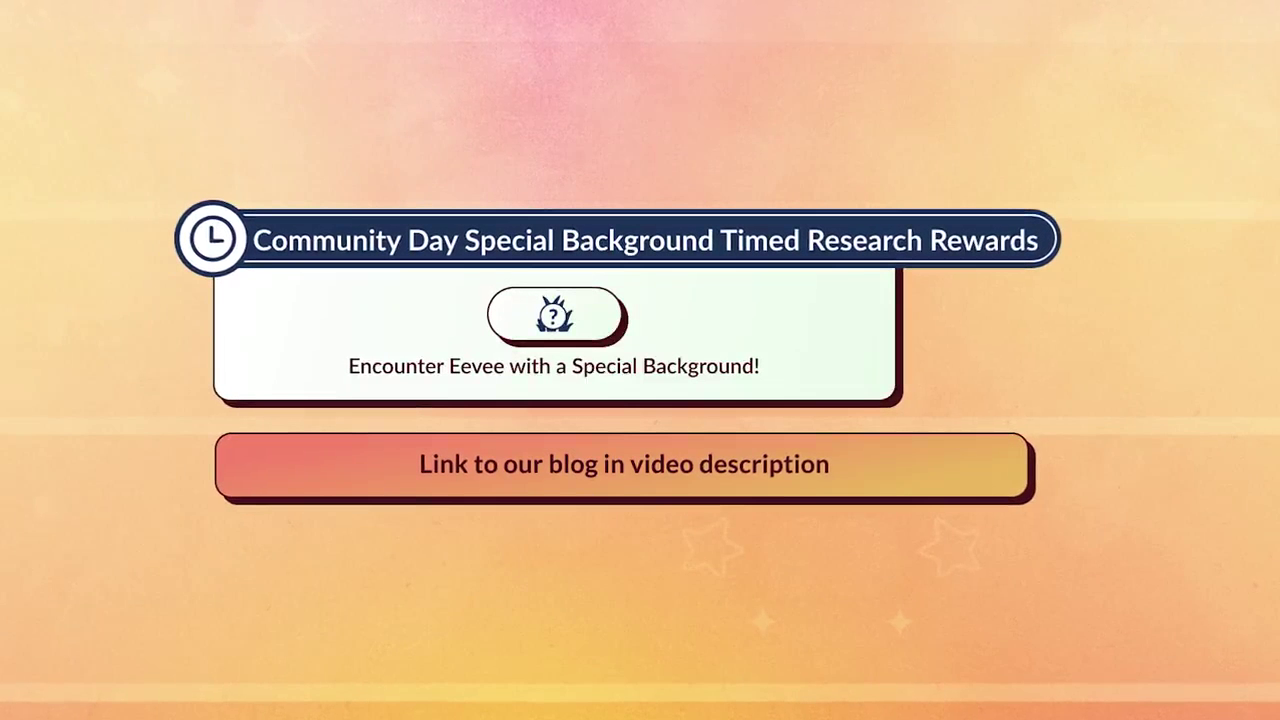 Community Day Special Background Timed Research Rewards
?
Encounter Eevee with a Special Background!
Link to our blog in video description